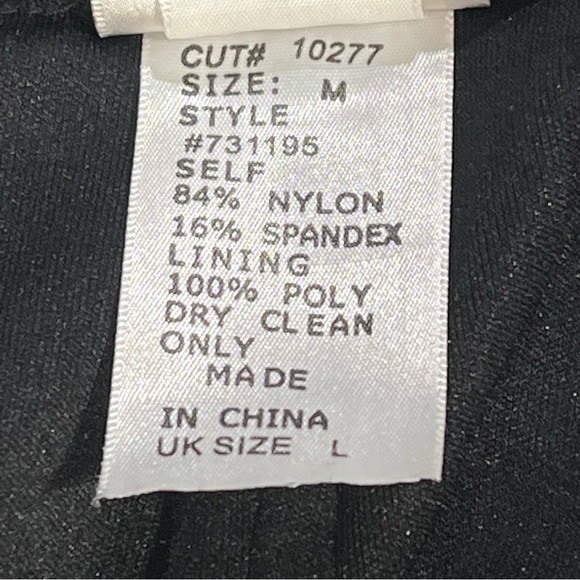 CUT# 10277
SIZE: M
STYLE
#731195
SELF
84% NYLON
16% SPANDEX
LINING
100% POLY
DRY CLEAN
ONLY
MADE
IN CHINA
UK SIZE L